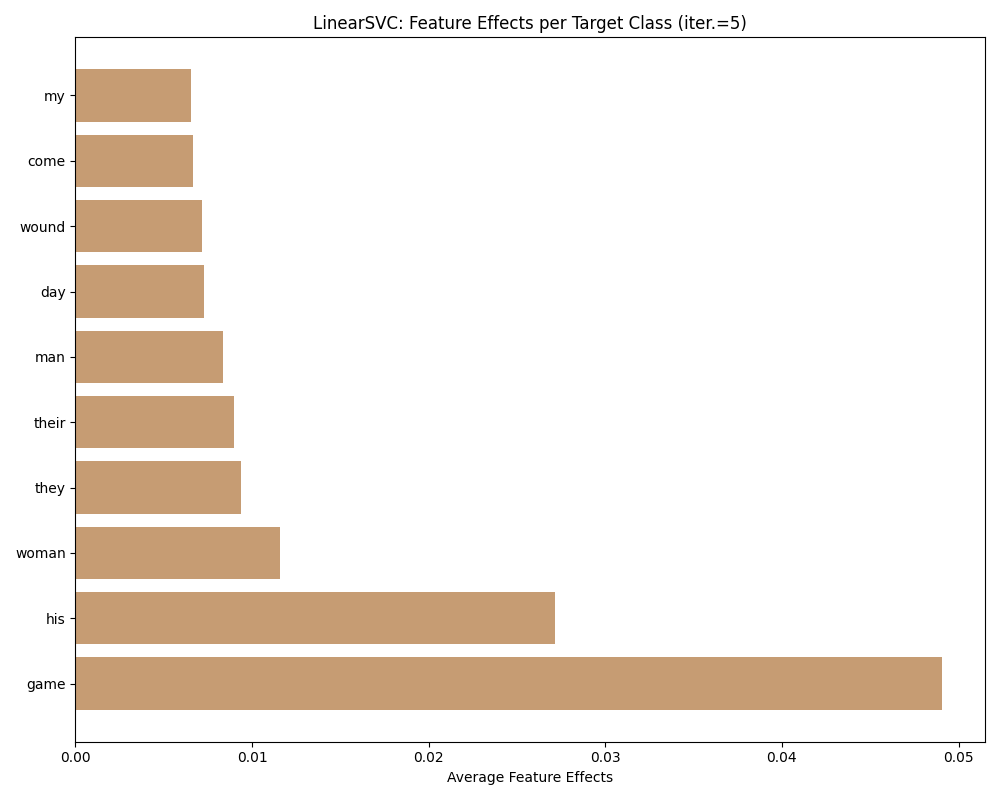 LinearSVC: Feature Effects per Target Class (iter.=5)
my
come
wound
day
man
their
they
woman
his
game
0.00 0.01 0.02 0.03 0.04 0.05
Average Feature Effects